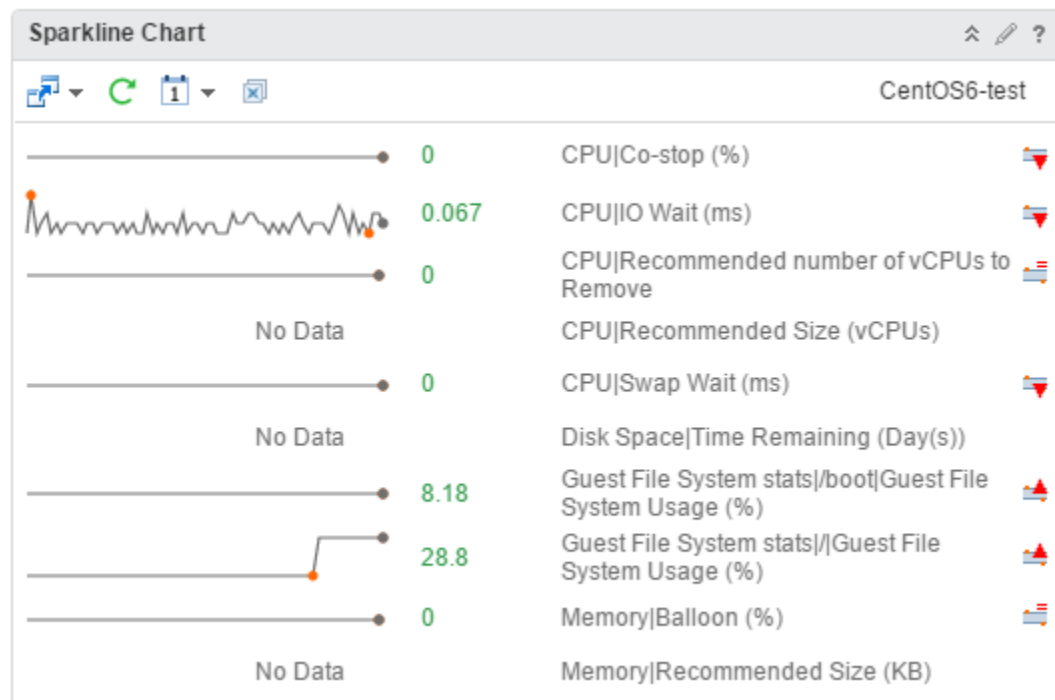 Sparkline Chart ?
1 CentOS6-test
0 CPU|Co-stop (%)
0.067 CPU|IO Wait (ms)
0 CPU|Recommended number of vCPUs to
Remove
No Data CPU|Recommended Size (vCPUs)
0 CPU|Swap Wait (ms)
No Data Disk Space|Time Remaining (Day(s))
8.18 Guest File System stats|/boot|Guest File
System Usage (%)
28.8 Guest File System stats|/|Guest File
System Usage (%)
0 Memory|Balloon (%)
No Data Memory|Recommended Size (KB)